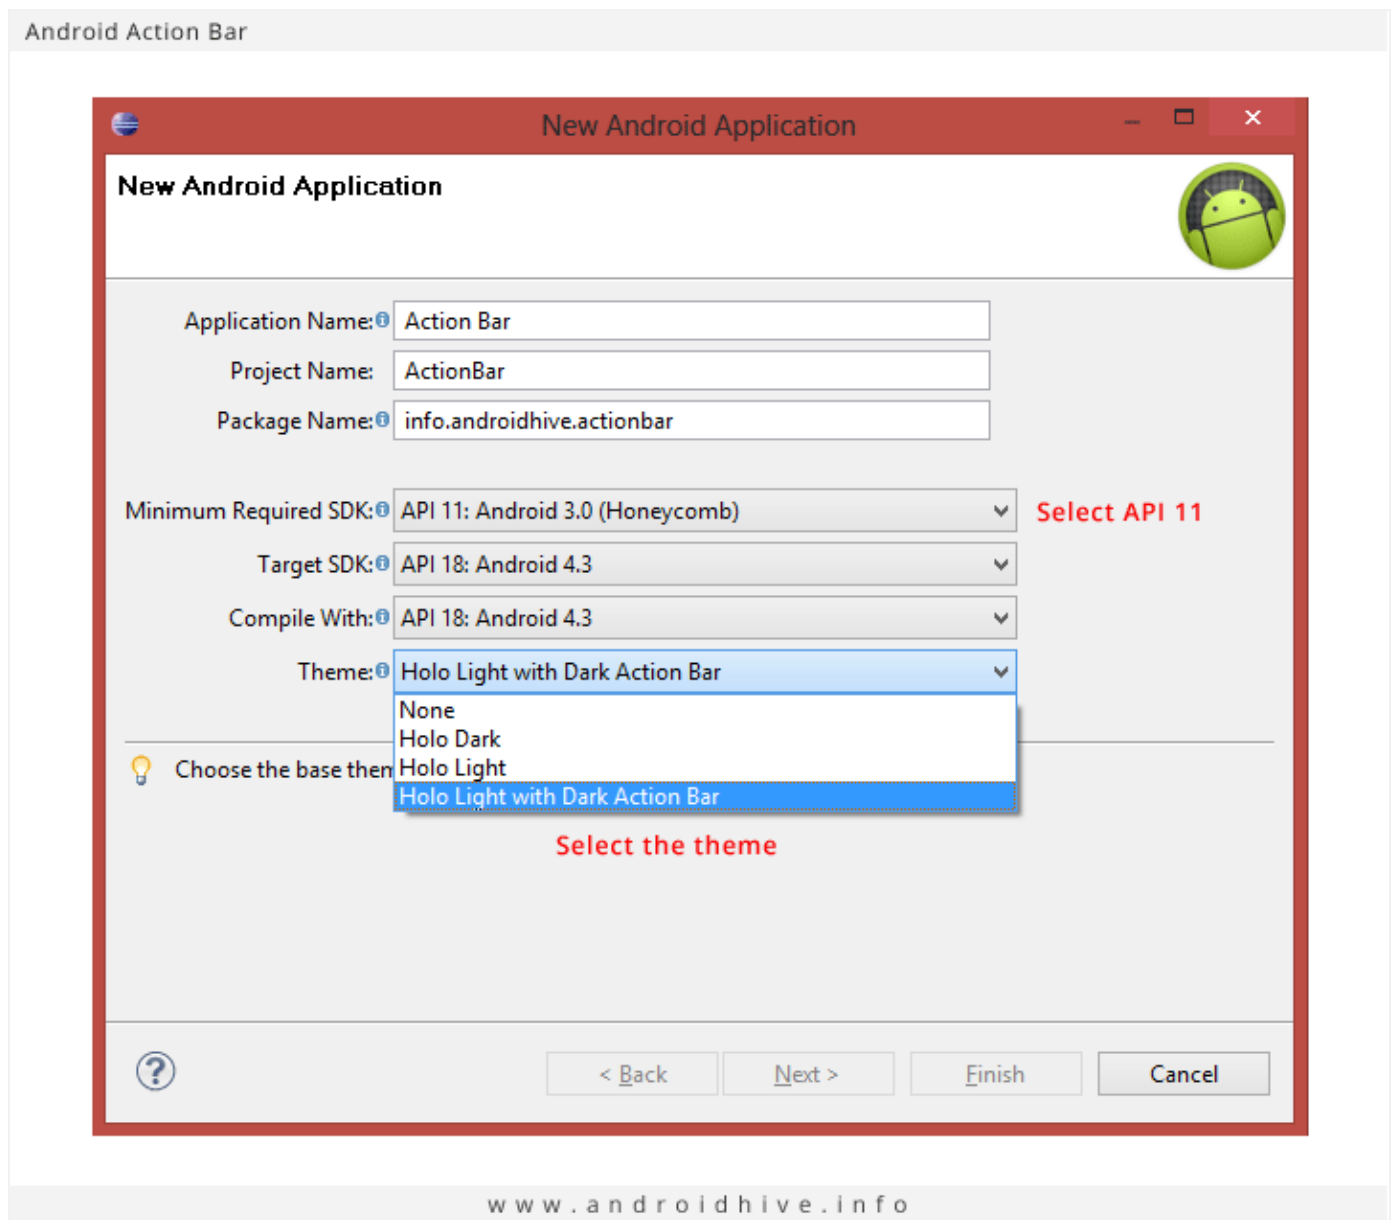 Android Action Bar
New Android Application
New Android Application
Application Name: Action Bar
Project Name: ActionBar
Package Name: info.androidhive.actionbar
Minimum Required SDK: API 11: Android 3.0 (Honeycomb) Select API 11
Target SDK: API 18: Android 4.3
Compile With: API 18: Android 4.3
Theme: Holo Light with Dark Action Bar
None
Holo Dark
Choose the base them Holo Light
Holo Light with Dark Action Bar
Select the theme
? < Back Next > Finish Cancel
www.androidhive.info